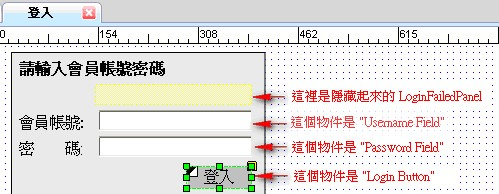 登入
0 154 308 462 615
請輸入會員帳號密碼
這裡是隱藏起來的 LoginFailedPanel
會員帳號: 這個物件是 "Username Field"
密 碼: 這個物件是 "Password Field"
登入 這個物件是 "Login Button"